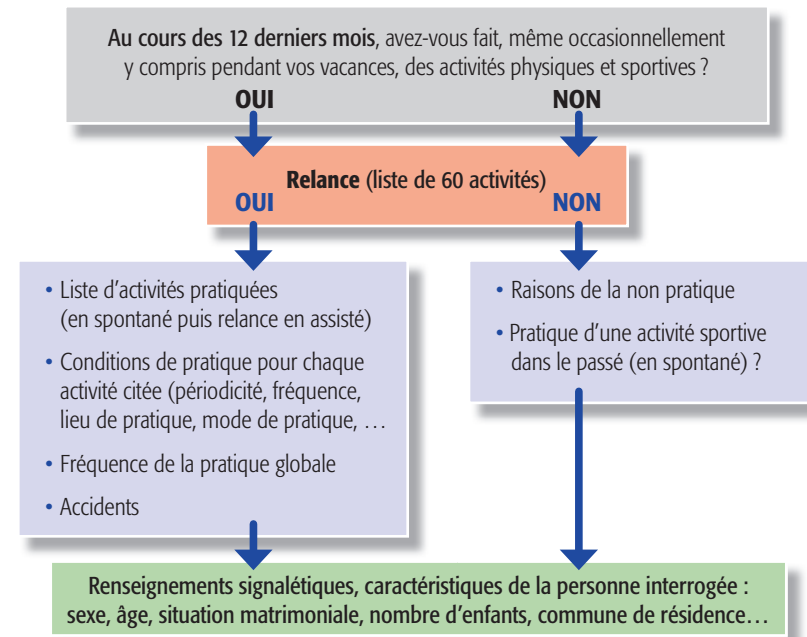 Au cours des 12 derniers mois, avez-vous fait, même occasionnellement
y compris pendant vos vacances, des activités physiques et sportives ?
OUI NON
Relance (liste de 60 activités)
OUI NON
• Liste d'activités pratiquées
(en spontané puis relance en assisté)
• Conditions de pratique pour chaque
activité citée (périodicité, fréquence,
lieu de pratique, mode de pratique, …
• Fréquence de la pratique globale
• Accidents
• Raisons de la non pratique
• Pratique d'une activité sportive
dans le passé (en spontané) ?
Renseignements signalétiques, caractéristiques de la personne interrogée :
sexe, âge, situation matrimoniale, nombre d'enfants, commune de résidence…